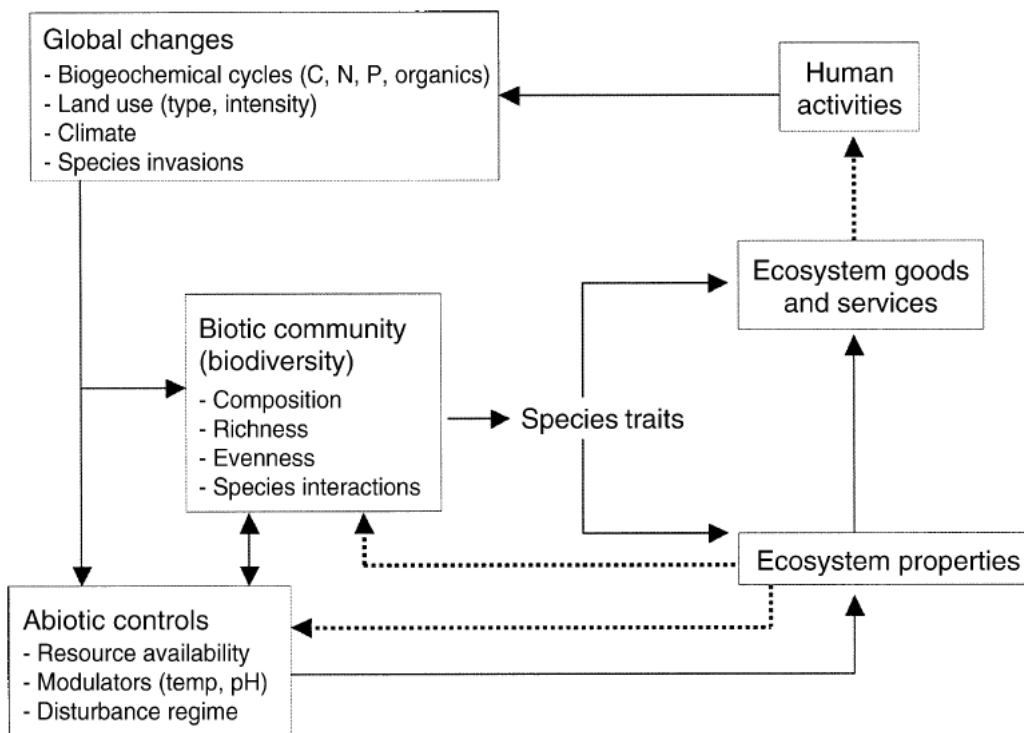 Global changes
- Biogeochemical cycles (C, N, P, organics)
- Land use (type, intensity)
- Climate
- Species invasions
Human
activities
Ecosystem goods
and services
Biotic community
(biodiversity)
- Composition
- Richness
- Evenness
- Species interactions
Species traits
Ecosystem properties
Abiotic controls
- Resource availability
- Modulators (temp, pH)
- Disturbance regime